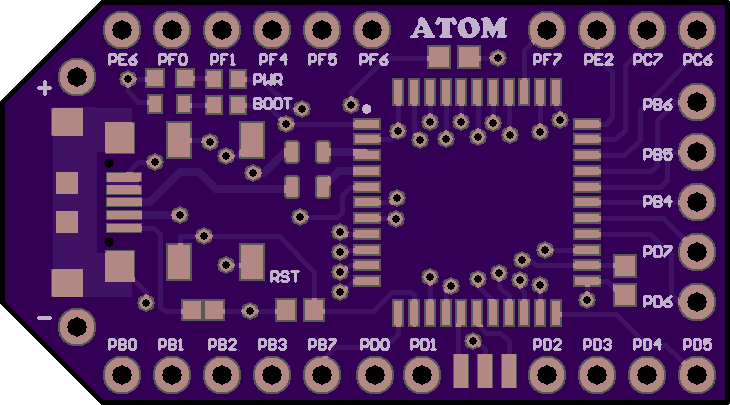 ATOM
PE6 PF0 PF1 PF4 PF5 PF6 PF7 PE2 PC7 PC6
+ PWR
BOOT PB6
PB5
PB4
PD7
RST
- PD6
PB0 PB1 PB2 PB3 PB7 PD0 PD1 PD2 PD3 PD4 PD5